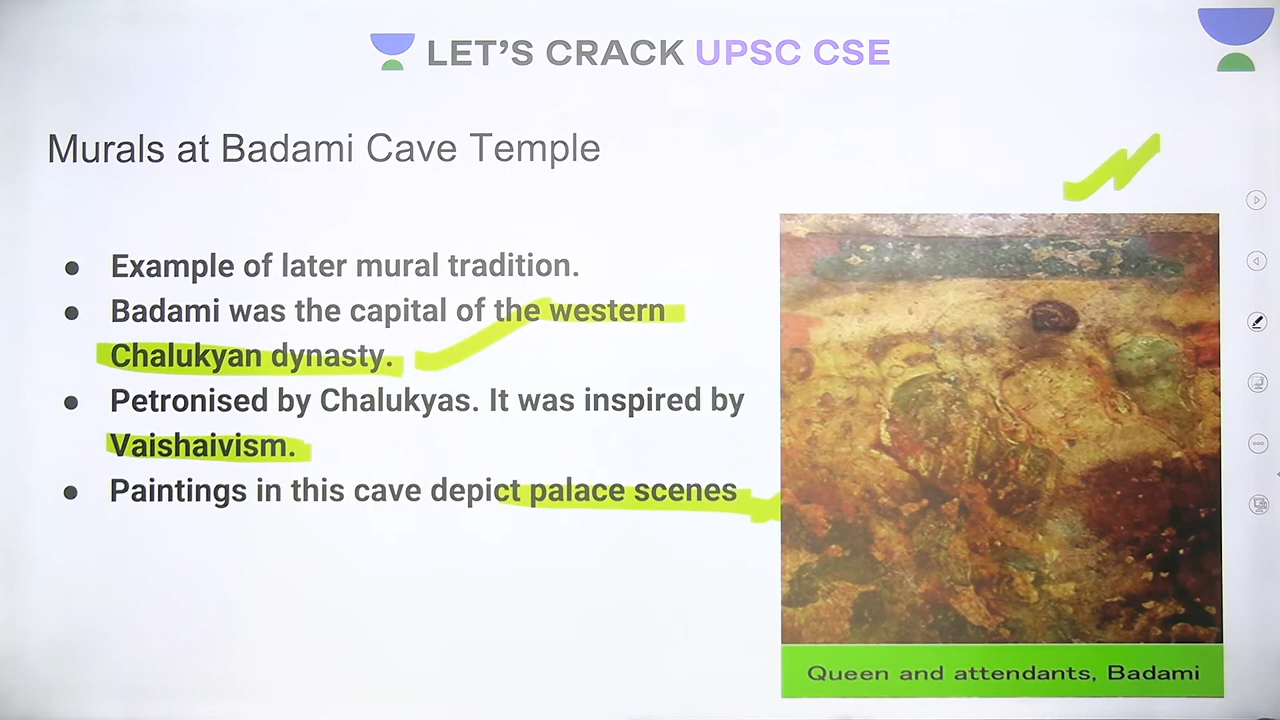 LET'S CRACK UPSC CSE
Murals at Badami Cave Temple
● Example of later mural tradition.
● Badami was the capital of the western
Chalukyan dynasty.
● Petronised by Chalukyas. It was inspired by
Vaishaivism.
● Paintings in this cave depict palace scenes
Queen and attendants, Badami